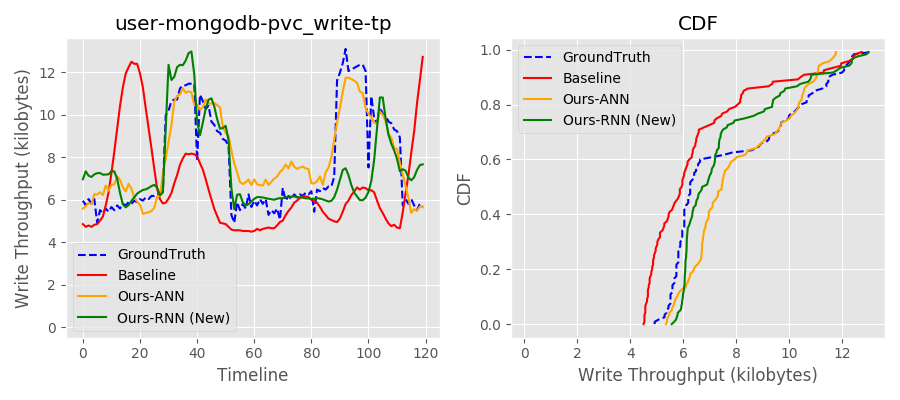 user-mongodb-pvc_write-tp
Write Throughput (kilobytes)
12
10
8
6
4
2
0
GroundTruth
Baseline
Ours-ANN
Ours-RNN (New)
0 20 40 60 80 100 120
Timeline
CDF
CDF
1.0
0.8
0.6
0.4
0.2
0.0
GroundTruth
Baseline
Ours-ANN
Ours-RNN (New)
0 2 4 6 8 10 12
Write Throughput (kilobytes)